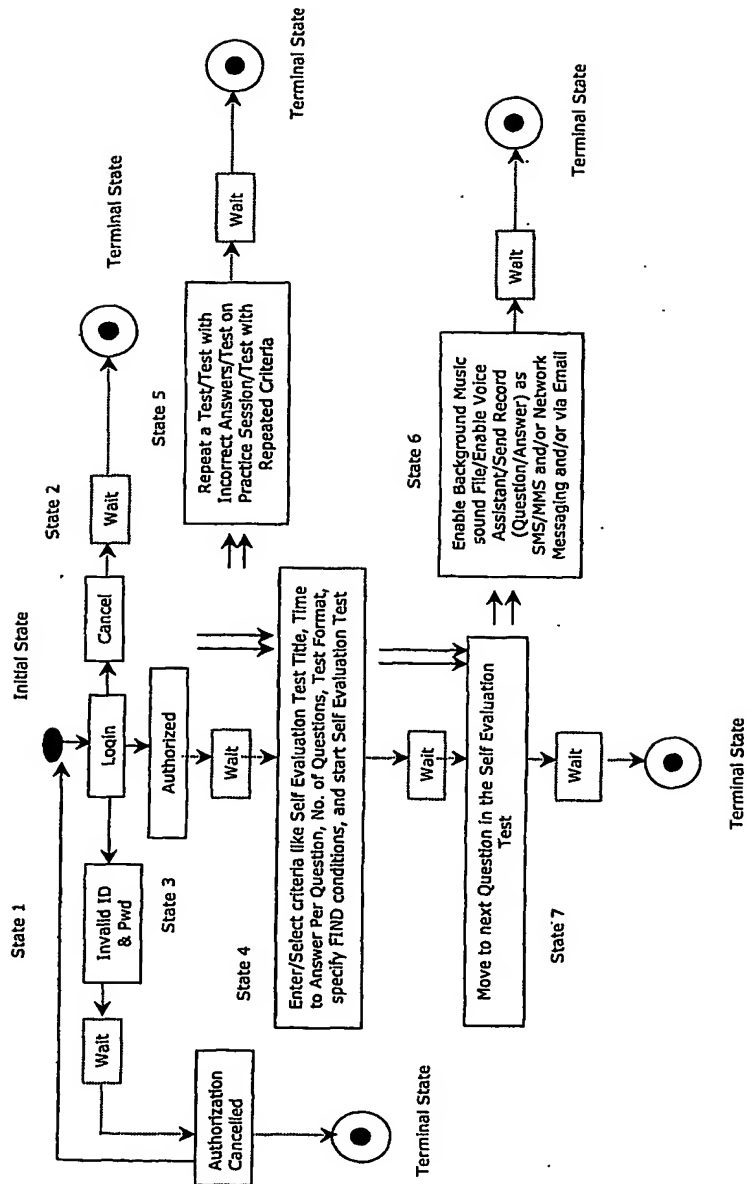 Initial State
State 1
State 2
Login
Cancel
Wait
Terminal State
Invalid ID
& Pwd
Wait
Authorization
Cancelled
Terminal State
State 3
Authorized
Wait
State 4
Enter/Select criteria like Self Evaluation Test Title, Time
to Answer Per Question, No. of Questions, Test Format,
specify FIND conditions, and start Self Evaluation Test
State 5
Repeat a Test/Test with
Incorrect Answers/Test on
Practice Session/Test with
Repeated Criteria
Wait
Terminal State
Wait
State 7
Move to next Question in the Self Evaluation
Test
State 6
Enable Background Music
sound File/Enable Voice
Assistant/Send Record
(Question/Answer) as
SMS/MMS and/or Network
Messaging and/or via Email
Wait
Terminal State
Wait
Terminal State